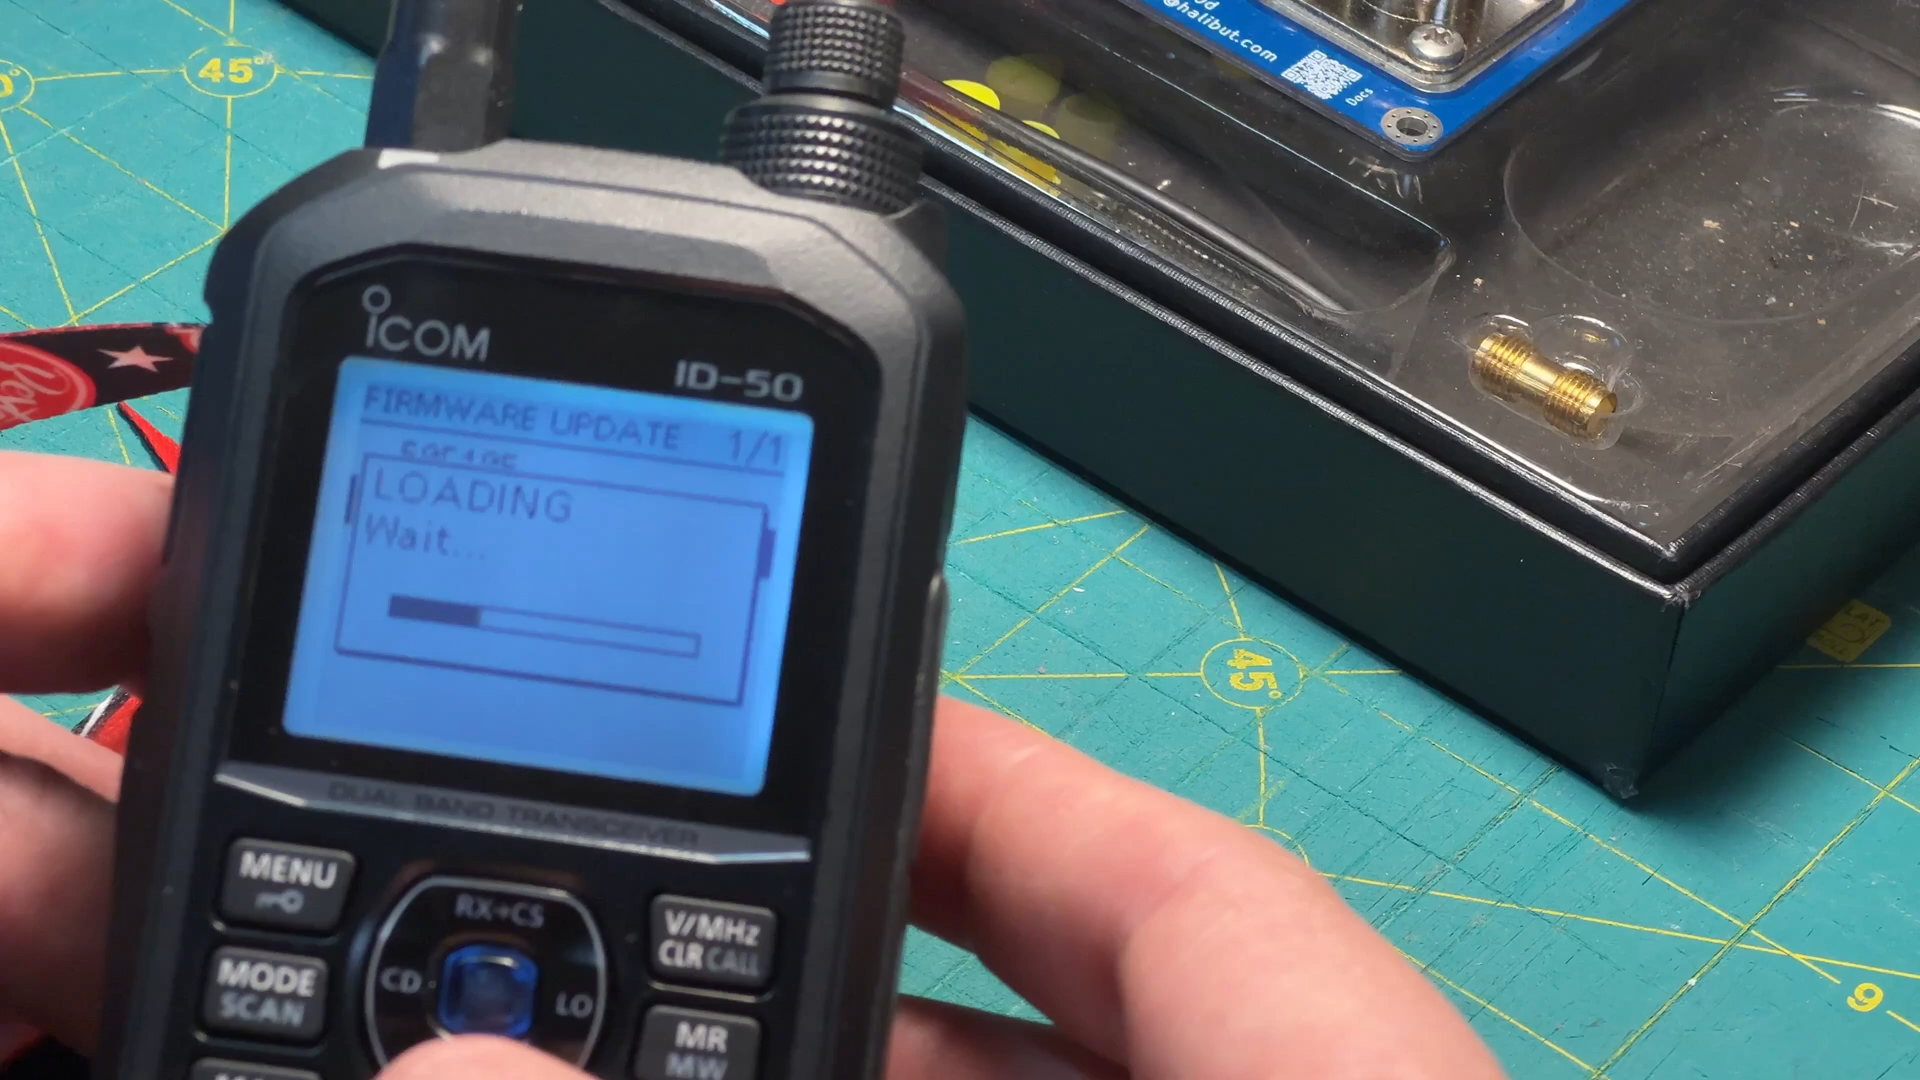 45°
@halibut.com
Docs
ICOM
ID-50
FIRMWARE UPDATE 1/1
LOADING
Wait...
DUAL BAND TRANSCEIVER
MENU
RX→CS
V/MHz
CLR CALL
MODE
SCAN
CD
LO
MR
MW
45°
9